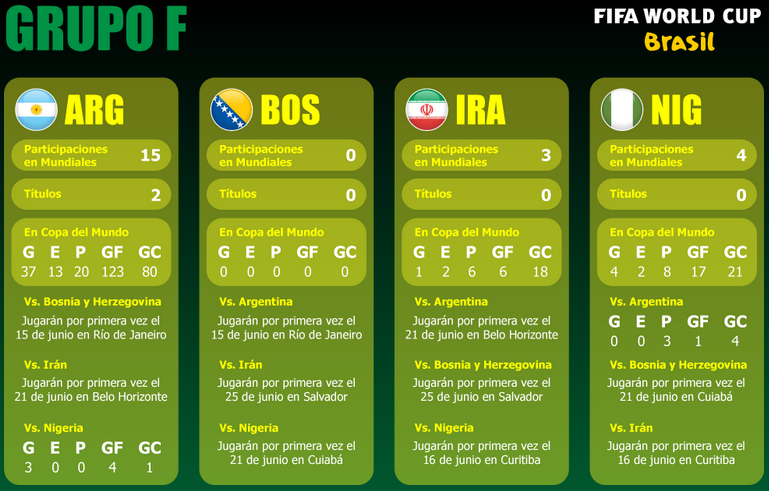 GRUPO F
FIFA WORLD CUP
Brasil
ARG
Participaciones
en Mundiales
15
Títulos
2
En Copa del Mundo
G E P GF GC
37 13 20 123 80
Vs. Bosnia y Herzegovina
Jugarán por primera vez el
15 de junio en Río de Janeiro
Vs. Irán
Jugarán por primera vez el
21 de junio en Belo Horizonte
Vs. Nigeria
G E P GF GC
3 0 0 4 1
BOS
Participaciones
en Mundiales
0
Títulos
0
En Copa del Mundo
G E P GF GC
0 0 0 0 0
Vs. Argentina
Jugarán por primera vez el
15 de junio en Río de Janeiro
Vs. Irán
Jugarán por primera vez el
25 de junio en Salvador
Vs. Nigeria
Jugarán por primera vez el
21 de junio en Cuiabá
IRA
Participaciones
en Mundiales
3
Títulos
0
En Copa del Mundo
G E P GF GC
1 2 6 6 18
Vs. Argentina
Jugarán por primera vez el
21 de junio en Belo Horizonte
Vs. Bosnia y Herzegovina
Jugarán por primera vez el
25 de junio en Salvador
Vs. Nigeria
Jugarán por primera vez el
16 de junio en Curitiba
NIG
Participaciones
en Mundiales
4
Títulos
0
En Copa del Mundo
G E P GF GC
4 2 8 17 21
Vs. Argentina
G E P GF GC
0 0 3 1 4
Vs. Bosnia y Herzegovina
Jugarán por primera vez el
21 de junio en Cuiabá
Vs. Irán
Jugarán por primera vez el
16 de junio en Curitiba